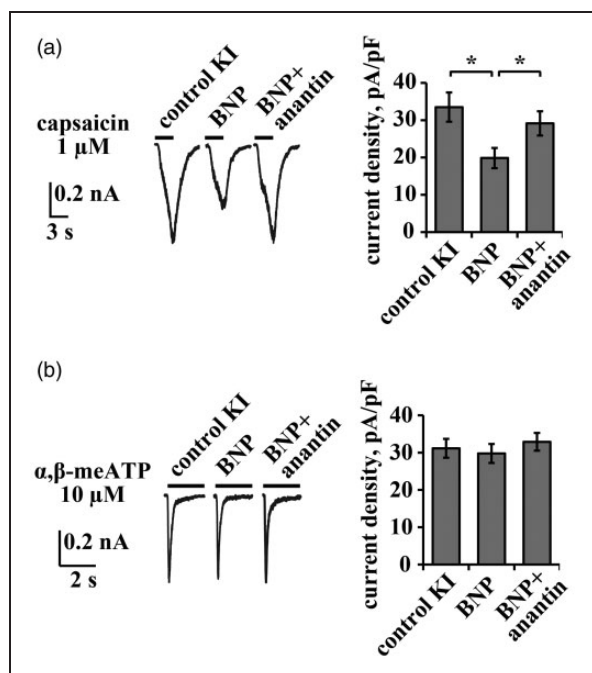 (a)
control KI
BNP
BNP+
anantin
capsaicin
1 μM
0.2 nA
3 s
current density, pA/pF
40
30
20
10
0
* *
control KI
BNP
BNP+
anantin
(b)
control KI
BNP
BNP+
anantin
α,β-meATP
10 μM
0.2 nA
2 s
current density, pA/pF
40
30
20
10
0
control KI
BNP
BNP+
anantin